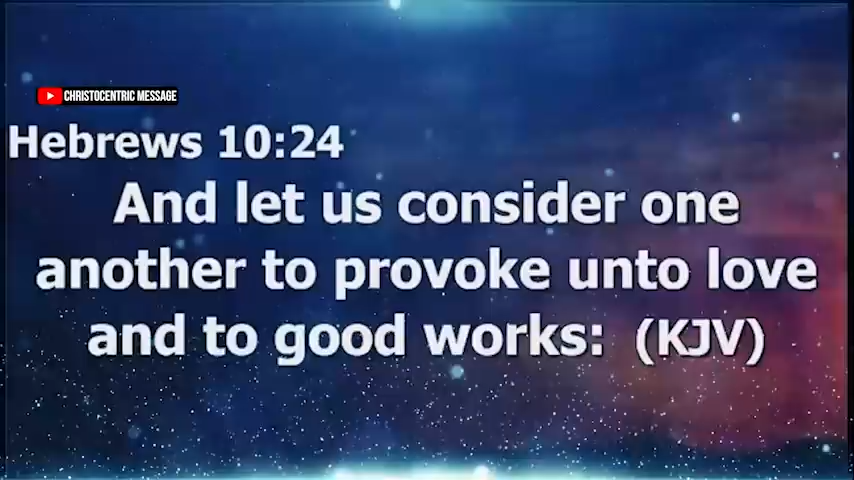 CHRISTOCENTRIC MESSAGE
Hebrews 10:24
And let us consider one
another to provoke unto love
and to good works: (KJV)